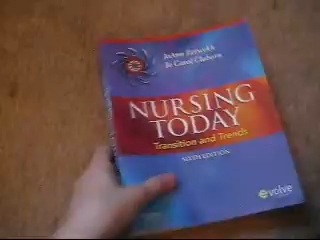 JoAnn Zerwekh
Jo Carol Claborn
NURSING
TODAY
Transition and Trends
SIXTH EDITION
evolve